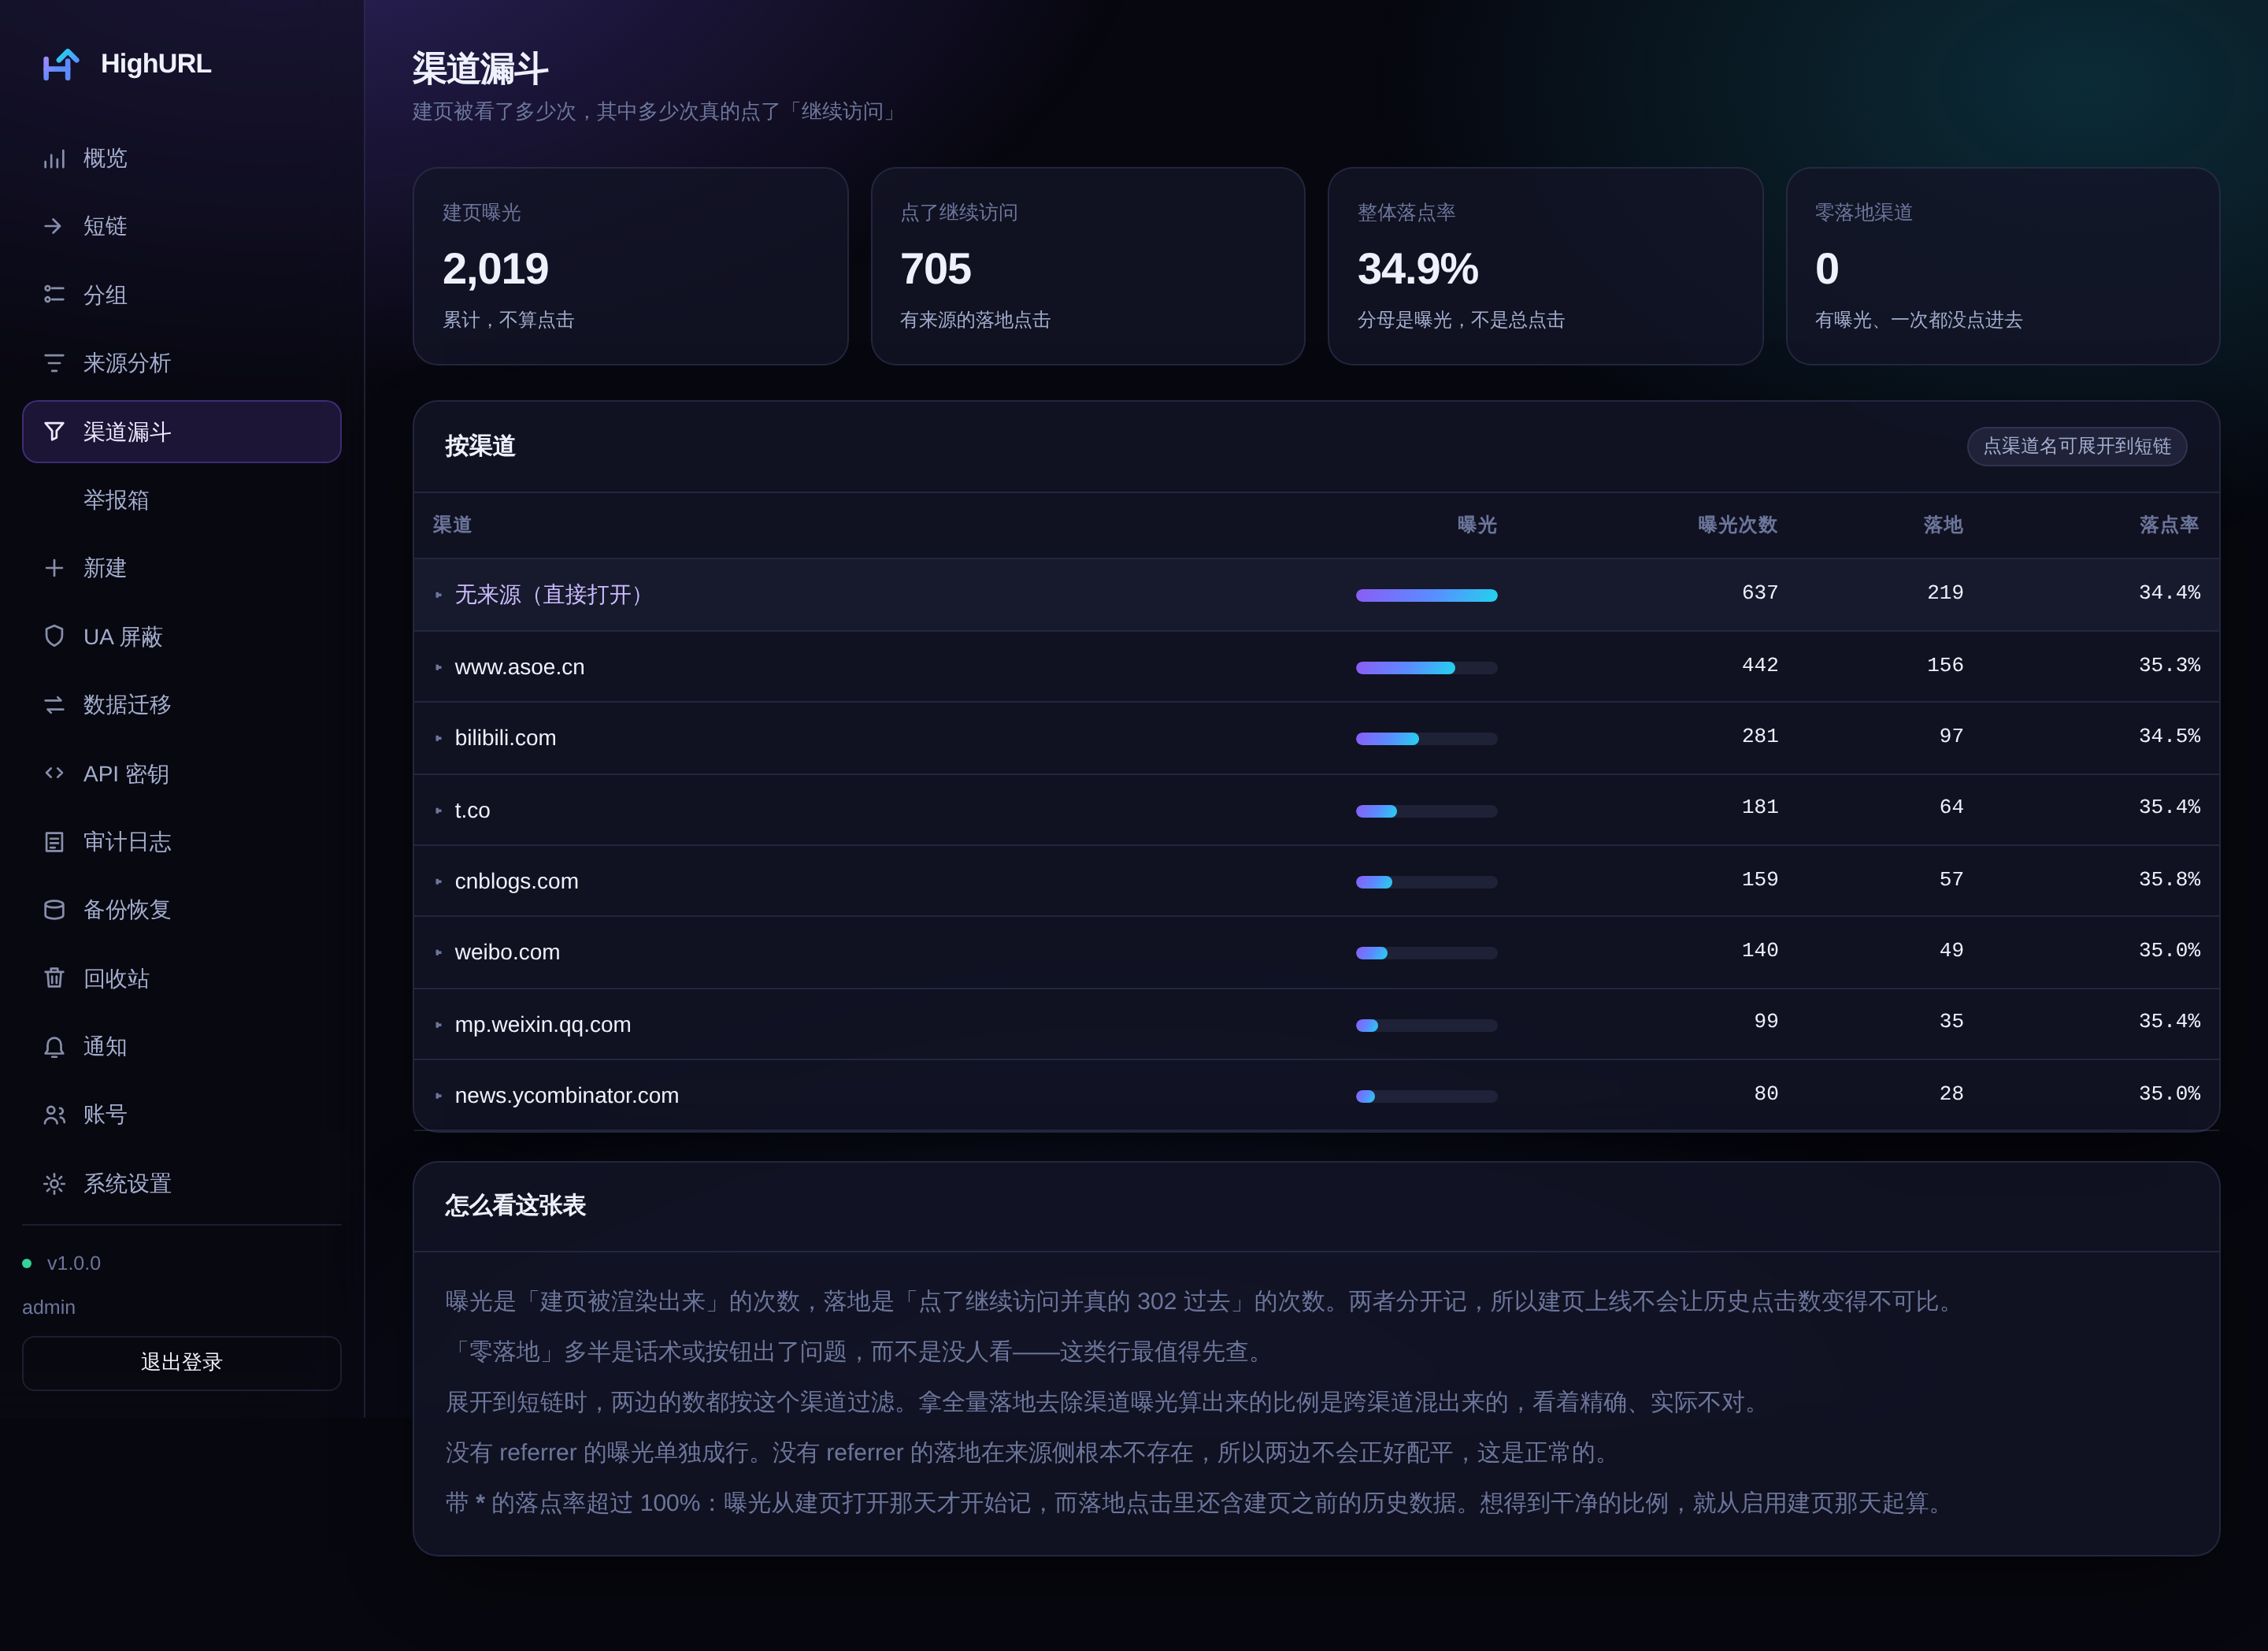 HighURL
概览
短链
分组
来源分析
渠道漏斗
举报箱
新建
UA 屏蔽
数据迁移
API 密钥
审计日志
备份恢复
回收站
通知
账号
系统设置
v1.0.0
admin
退出登录
渠道漏斗
建页被看了多少次，其中多少次真的点了「继续访问」
建页曝光
2,019
累计，不算点击
点了继续访问
705
有来源的落地点击
整体落点率
34.9%
分母是曝光，不是总点击
零落地渠道
0
有曝光、一次都没点进去
按渠道
点渠道名可展开到短链
渠道 曝光 曝光次数 落地 落点率
无来源（直接打开） 637 219 34.4%
www.asoe.cn 442 156 35.3%
bilibili.com 281 97 34.5%
t.co 181 64 35.4%
cnblogs.com 159 57 35.8%
weibo.com 140 49 35.0%
mp.weixin.qq.com 99 35 35.4%
news.ycombinator.com 80 28 35.0%
怎么看这张表
曝光是「建页被渲染出来」的次数，落地是「点了继续访问并真的 302 过去」的次数。两者分开记，所以建页上线不会让历史点击数变得不可比。
「零落地」多半是话术或按钮出了问题，而不是没人看——这类行最值得先查。
展开到短链时，两边的数都按这个渠道过滤。拿全量落地去除渠道曝光算出来的比例是跨渠道混出来的，看着精确、实际不对。
没有 referrer 的曝光单独成行。没有 referrer 的落地在来源侧根本不存在，所以两边不会正好配平，这是正常的。
带 * 的落点率超过 100%：曝光从建页打开那天才开始记，而落地点击里还含建页之前的历史数据。想得到干净的比例，就从启用建页那天起算。